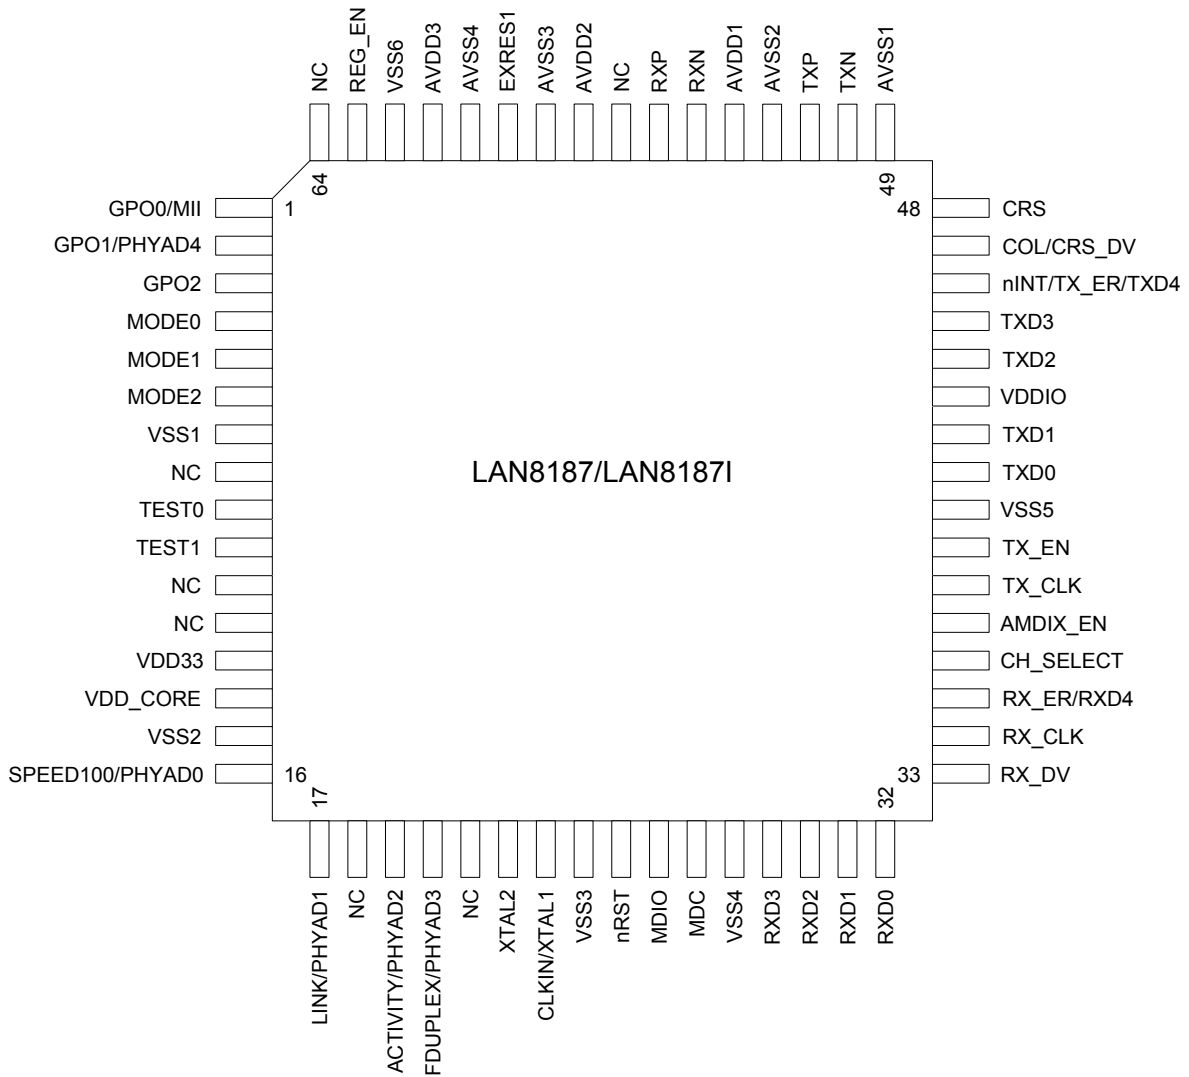 NC
REG_EN
VSS6
AVDD3
AVSS4
EXRES1
AVSS3
AVDD2
NC
RXP
RXN
AVDD1
AVSS2
TXP
TXN
AVSS1
64
49
GPO0/MII
1
48
CRS
GPO1/PHYAD4
COL/CRS_DV
GPO2
nINT/TX_ER/TXD4
MODE0
TXD3
MODE1
TXD2
MODE2
VDDIO
VSS1
TXD1
NC
LAN8187/LAN8187I
TXD0
TEST0
VSS5
TEST1
TX_EN
NC
TX_CLK
NC
AMDIX_EN
VDD33
CH_SELECT
VDD_CORE
RX_ER/RXD4
VSS2
RX_CLK
SPEED100/PHYAD0
16
33
RX_DV
17
32
LINK/PHYAD1
NC
ACTIVITY/PHYAD2
FDUPLEX/PHYAD3
NC
XTAL2
CLKIN/XTAL1
VSS3
nRST
MDIO
MDC
VSS4
RXD3
RXD2
RXD1
RXD0